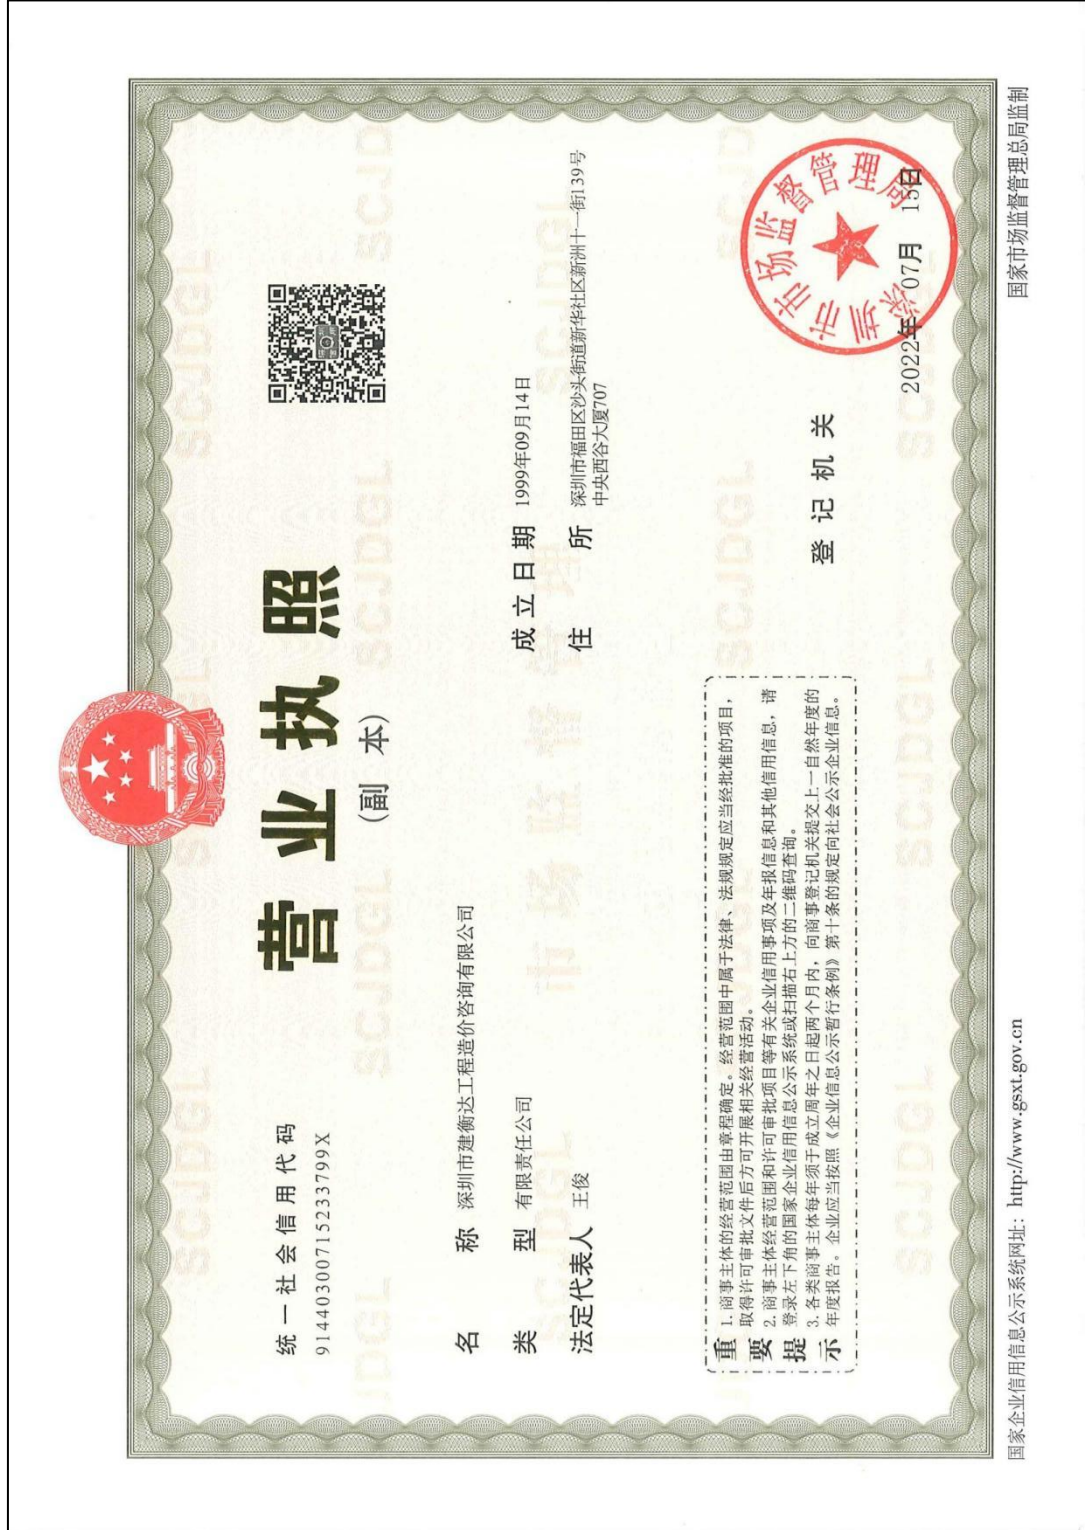 营业执照
(副 本)
统一社会信用代码
91440300715233799X
名 称 深圳市建衡达工程造价咨询有限公司
类 型 有限责任公司
法定代表人 王俊
成立日期 1999年09月14日
住 所 深圳市福田区沙头街道新华社区新洲十一街139号
中央西谷大厦707
重要提示
1. 商事主体的经营范围由章程确定。经营范围中属于法律、法规规定应当经批准的项目，
取得许可审批文件后方可开展相关经营活动。
2. 商事主体经营范围和许可审批项目等有关企业信用事项及年报信息和其他信用信息，请
登录左下角的国家企业信用信息公示系统或扫描右上方的二维码查询。
3. 各类商事主体每年须于成立周年之日起两个月内，向商事登记机关提交上一自然年度的
年度报告。企业应当按照《企业信息公示暂行条例》第十条的规定向社会公示企业信息。
登记机关
深圳市市场监督管理局
2022年 07月 15日
国家企业信用信息公示系统网址：http://www.gsxt.gov.cn
国家市场监督管理总局监制
SCJDGL
市场监督管理